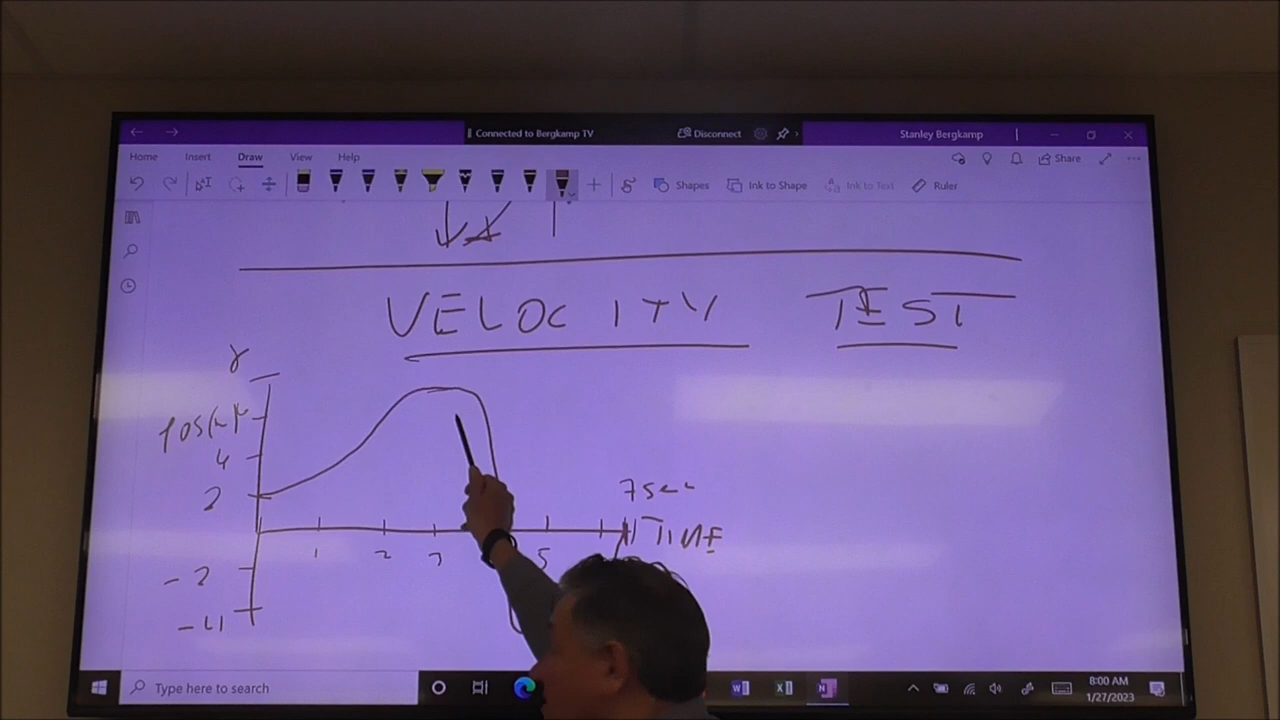 Connected to Bergkamp TV
Disconnect
Stanley Bergkamp
Home Insert Draw View Help
Share
Shapes Ink to Shape Ink to Text Ruler
VELOCITY TEST
4
2
7sec
TIME
1 2 3 5
-2
-4
Type here to search
8:00 AM
1/27/2023